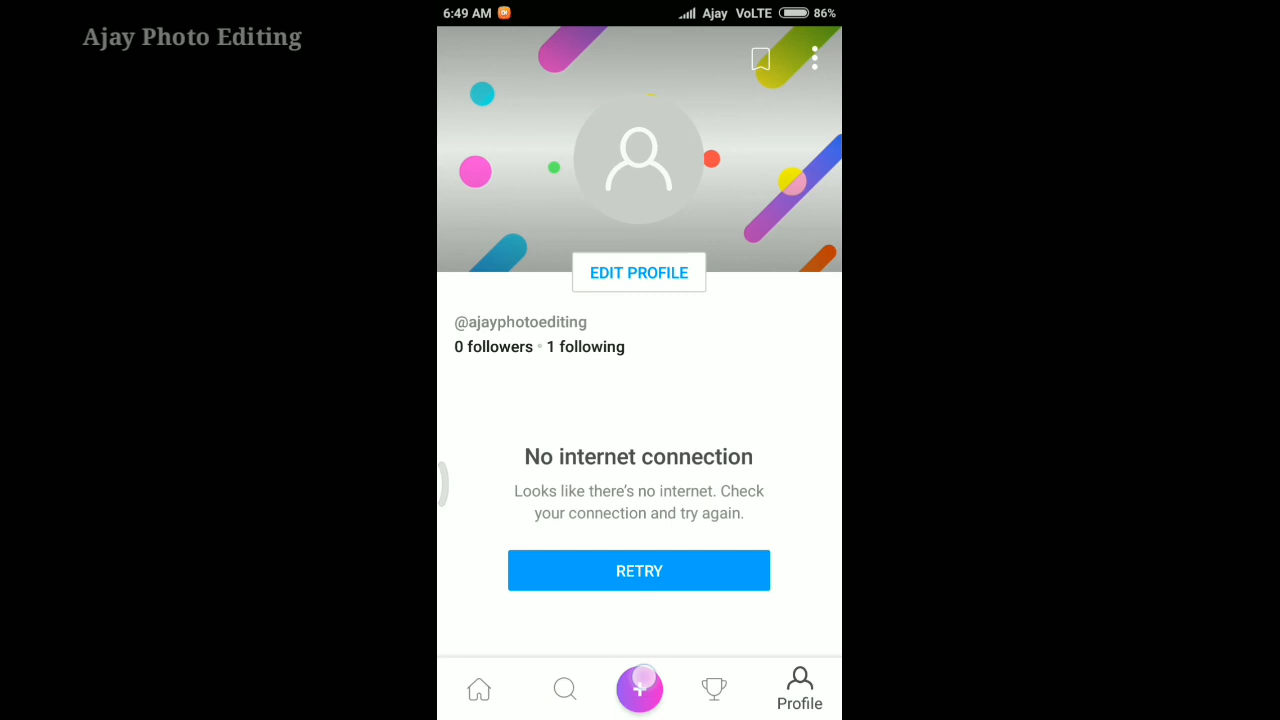 Ajay Photo Editing
6:49 AM Ajay VoLTE 86%
EDIT PROFILE
@ajayphotoediting
0 followers • 1 following
No internet connection
Looks like there's no internet. Check
your connection and try again.
RETRY
Profile